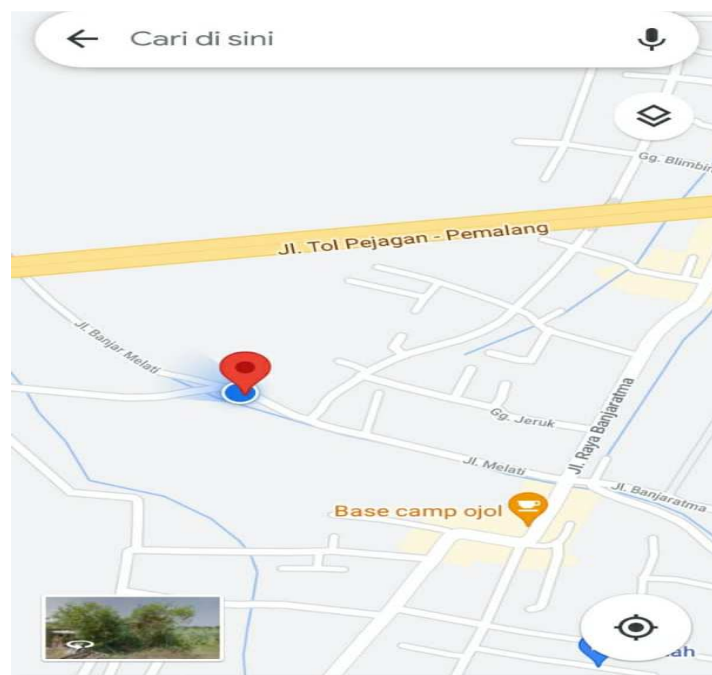 Cari di sini
Gg. Blimbin
Jl. Tol Pejagan - Pemalang
Jl. Banjar Melati
Jl. Raya Banjaratma
Gg. Jeruk
Jl. Melati
Jl. Banjaratma
Base camp ojol
ah